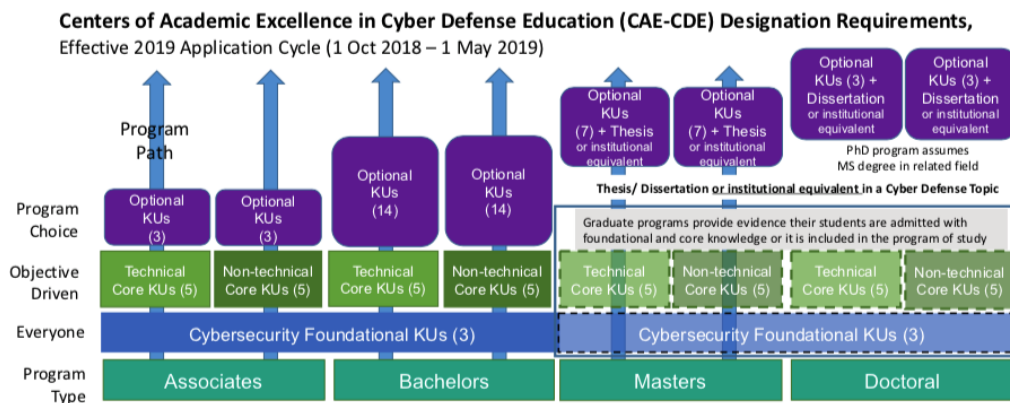 Centers of Academic Excellence in Cyber Defense Education (CAE-CDE) Designation Requirements,
Effective 2019 Application Cycle (1 Oct 2018 – 1 May 2019)
Program
Path
Optional
KUs (3) +
Dissertation
or institutional
equivalent
Optional
KUs (3) +
Dissertation
or institutional
equivalent
Optional
KUs
(7) + Thesis
or institutional
equivalent
Optional
KUs
(7) + Thesis
or institutional
equivalent
PhD program assumes
MS degree in related field
Thesis/ Dissertation or institutional equivalent in a Cyber Defense Topic
Program
Choice
Optional
KUs
(3)
Optional
KUs
(3)
Optional
KUs
(14)
Optional
KUs
(14)
Graduate programs provide evidence their students are admitted with
foundational and core knowledge or it is included in the program of study
Objective
Driven
Technical
Core KUs (5)
Non-technical
Core KUs (5)
Technical
Core KUs (5)
Non-technical
Core KUs (5)
Technical
Core KUs (5)
Non-technical
Core KUs (5)
Technical
Core KUs (5)
Non-technical
Core KUs (5)
Everyone
Cybersecurity Foundational KUs (3)
Cybersecurity Foundational KUs (3)
Program
Type
Associates
Bachelors
Masters
Doctoral